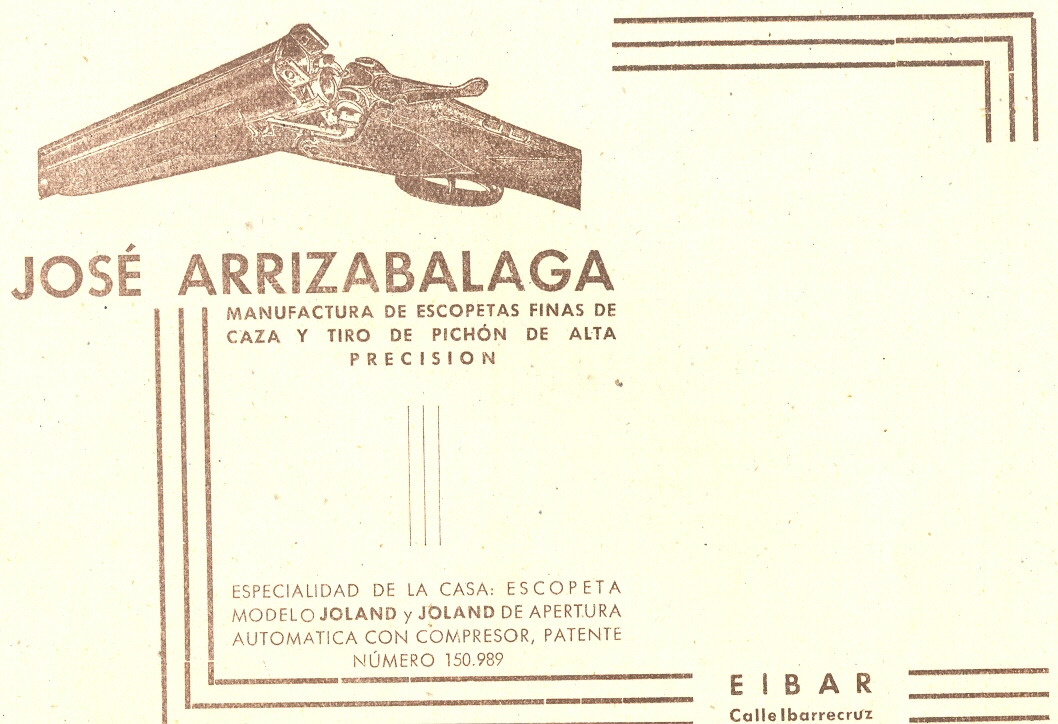 JOSÉ ARRIZABALAGA
MANUFACTURA DE ESCOPETAS FINAS DE
CAZA Y TIRO DE PICHÓN DE ALTA
PRECISION
ESPECIALIDAD DE LA CASA: ESCOPETA
MODELO JOLAND y JOLAND DE APERTURA
AUTOMATICA CON COMPRESOR, PATENTE
NÚMERO 150.989
EIBAR
Calle Ibarrecruz